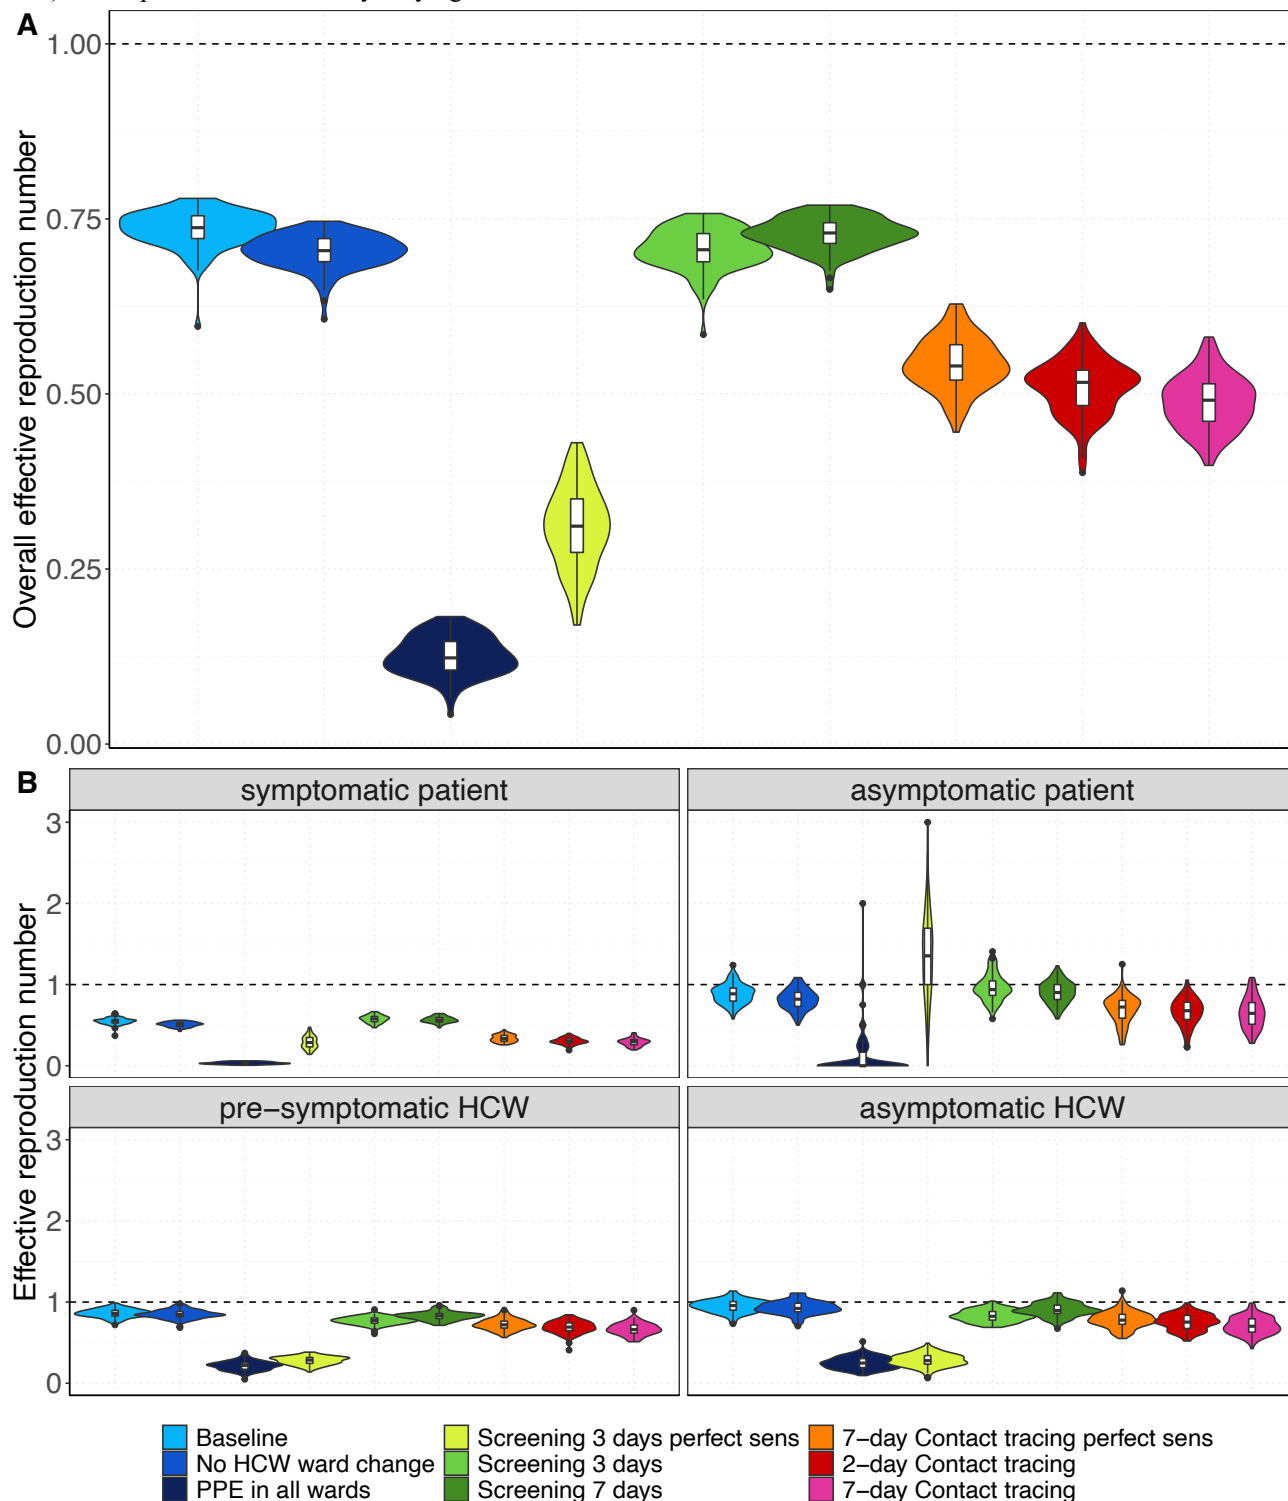 A
1.00
0.75
0.50
0.25
0.00
Overall effective reproduction number
B
symptomatic patient
asymptomatic patient
3
2
1
0
pre-symptomatic HCW
asymptomatic HCW
3
2
1
0
Effective reproduction number
Baseline
No HCW ward change
PPE in all wards
Screening 3 days perfect sens
Screening 3 days
Screening 7 days
7-day Contact tracing perfect sens
2-day Contact tracing
7-day Contact tracing